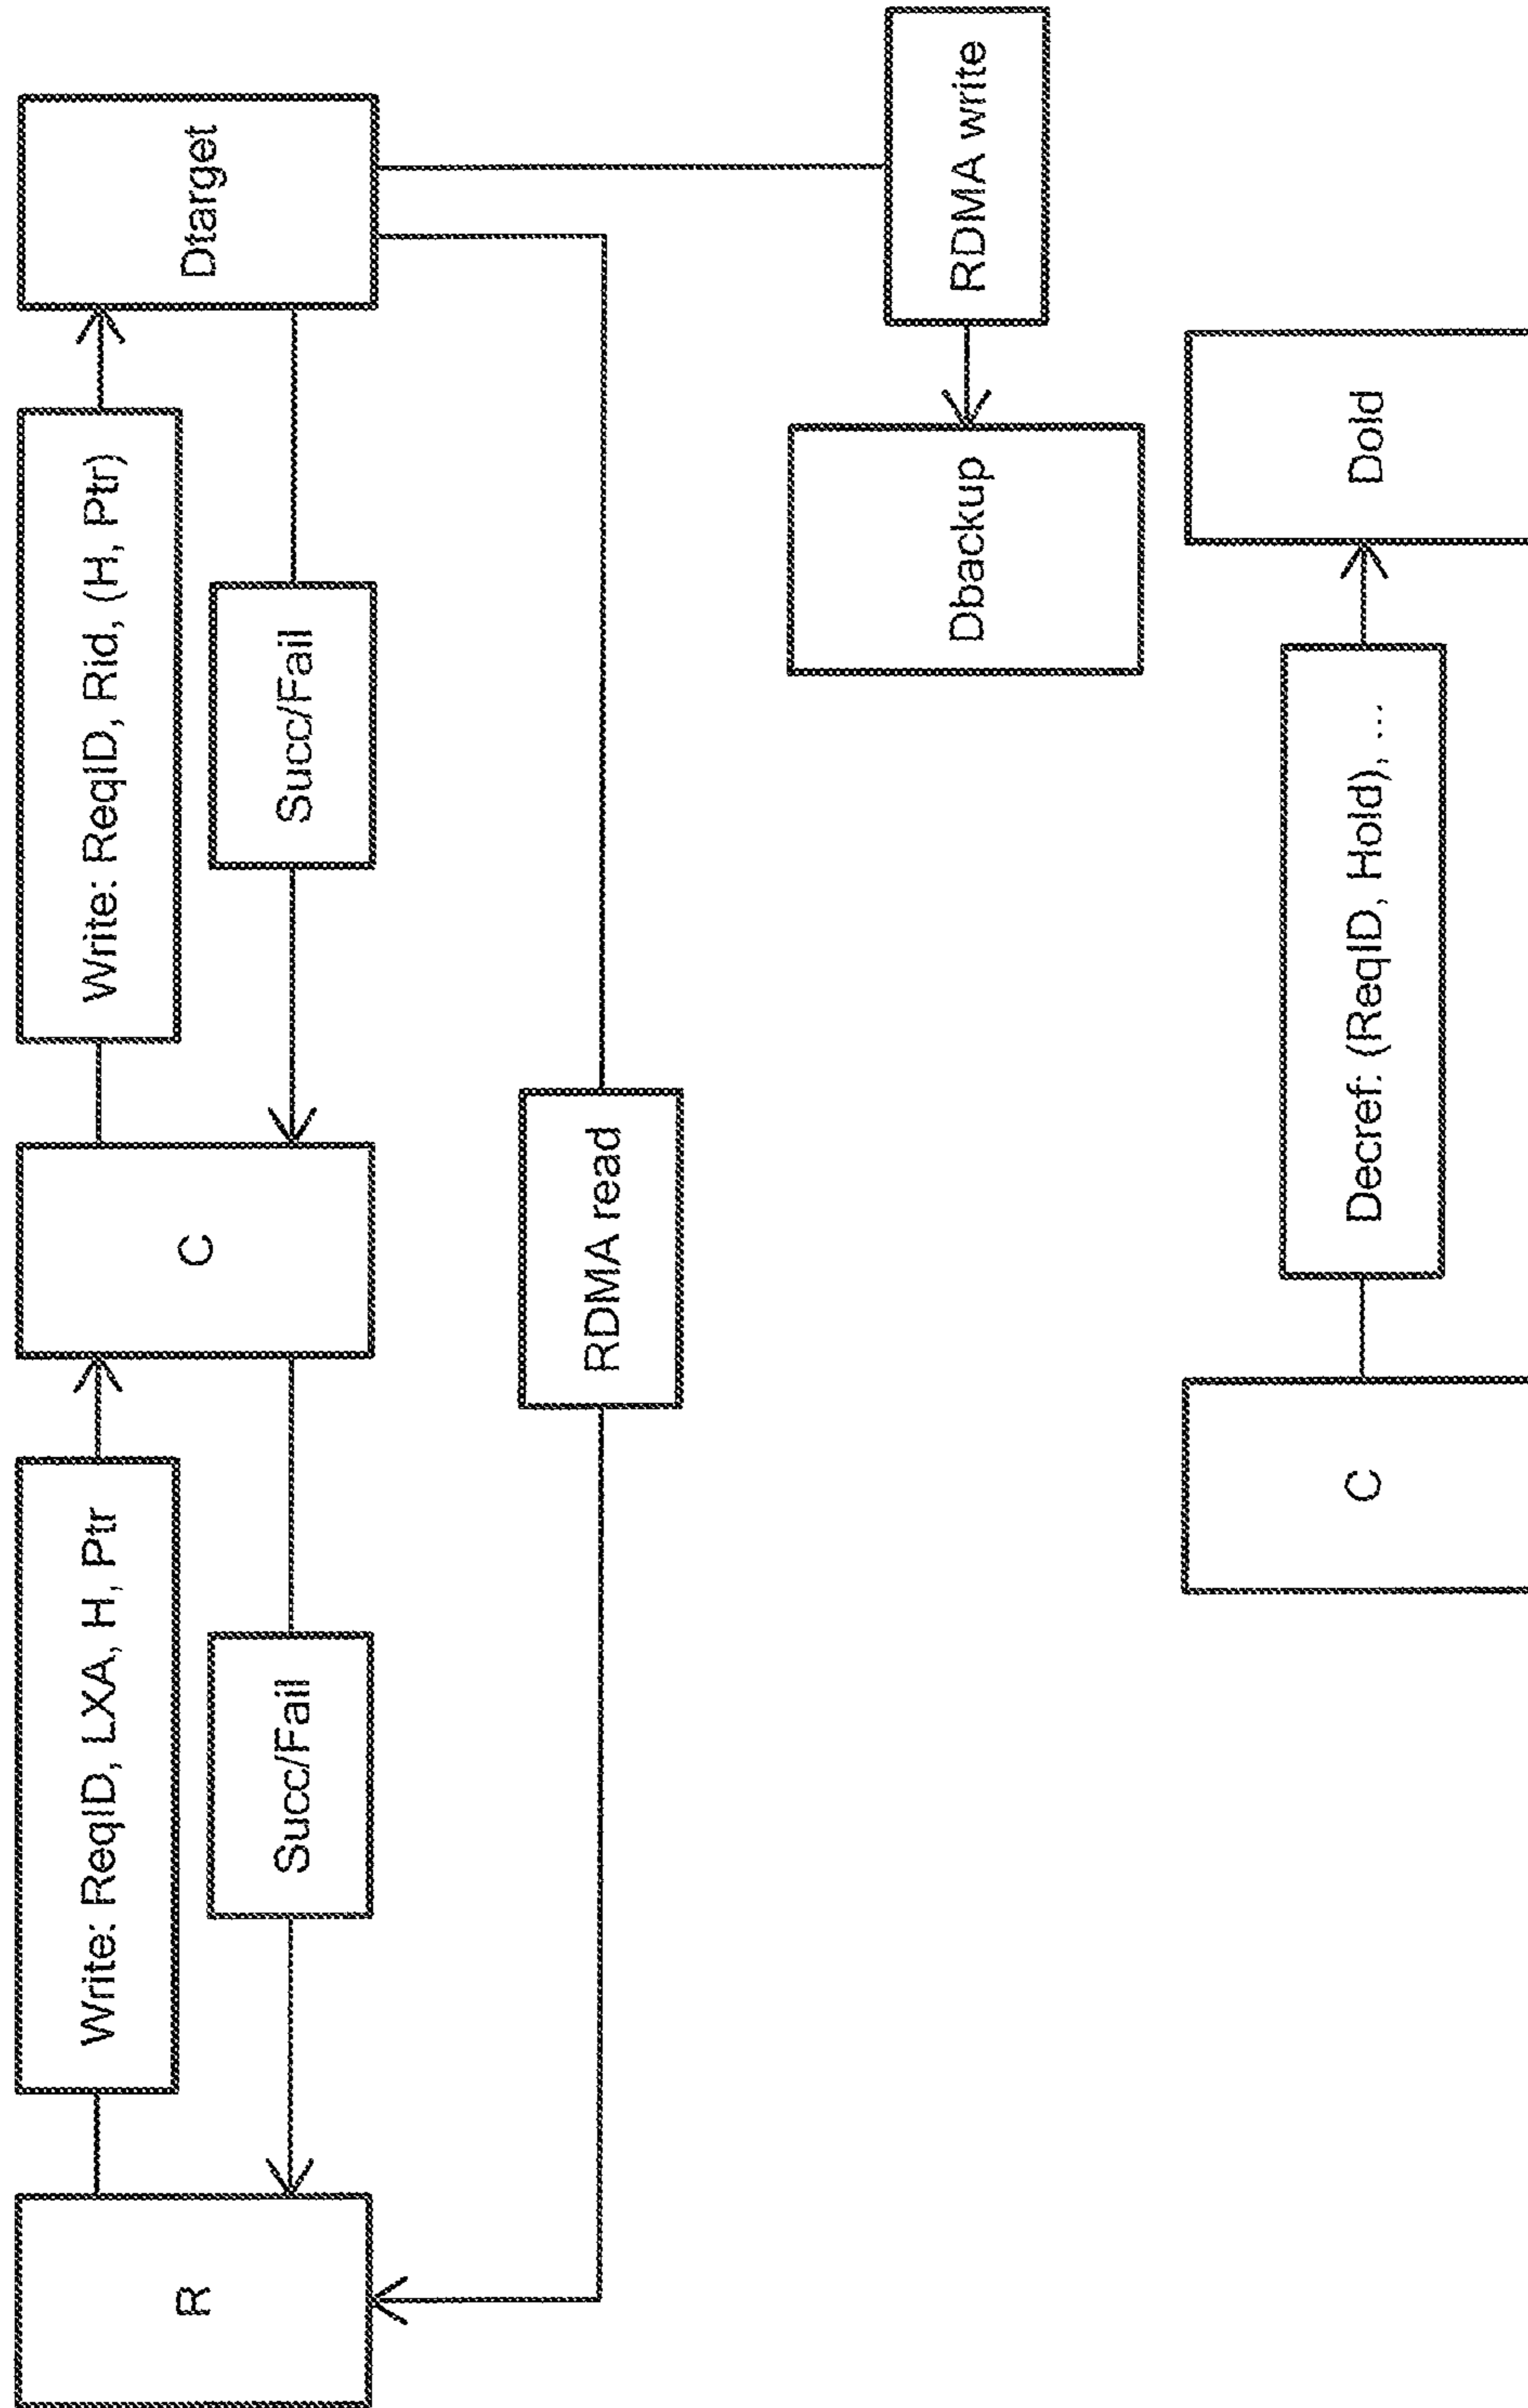 R
Write: ReqID, LXA, H, Ptr
Succ/Fail
C
Write: ReqID, Rid, (H, Ptr)
Succ/Fail
Dtarget
RDMA read
RDMA write
Dbackup
C
Decref: (ReqID, Hold), ...
Dold